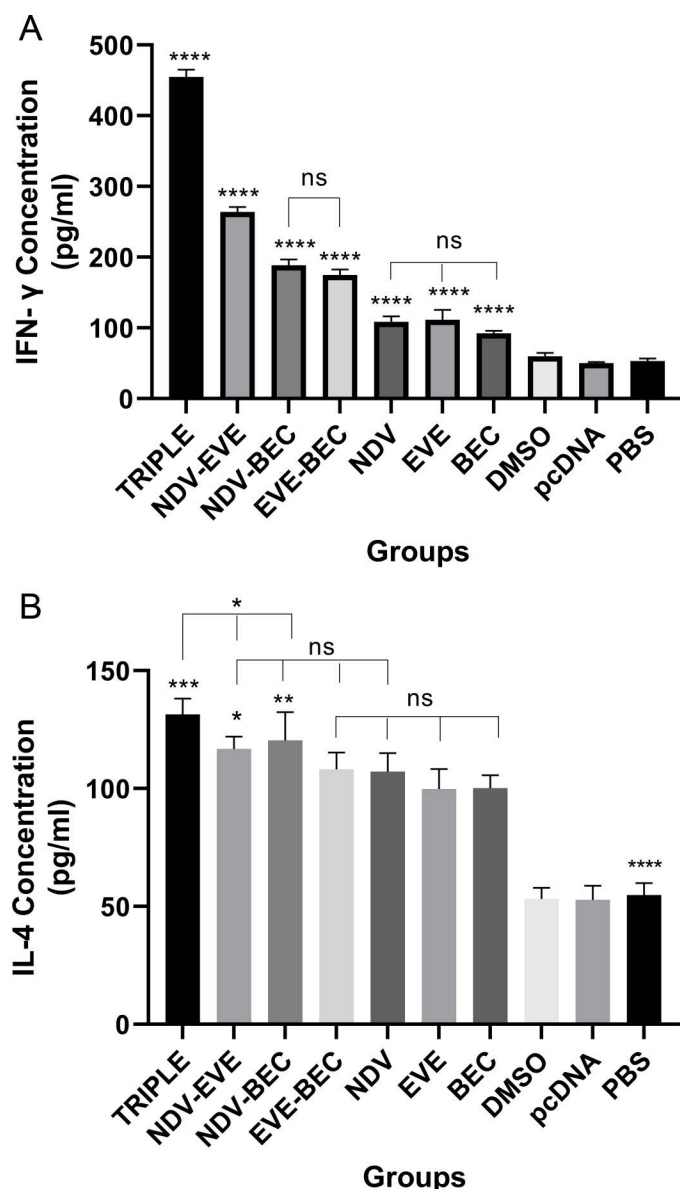 A
IFN- γ Concentration
(pg/ml)
500
400
300
200
100
0
****
****
ns
****
****
ns
****
****
****
TRIPLE
NDV-EVE
NDV-BEC
EVE-BEC
NDV
EVE
BEC
DMSO
pcDNA
PBS
Groups
B
IL-4 Concentration
(pg/ml)
150
100
50
0
*
ns
ns
***
*
**
****
TRIPLE
NDV-EVE
NDV-BEC
EVE-BEC
NDV
EVE
BEC
DMSO
pcDNA
PBS
Groups